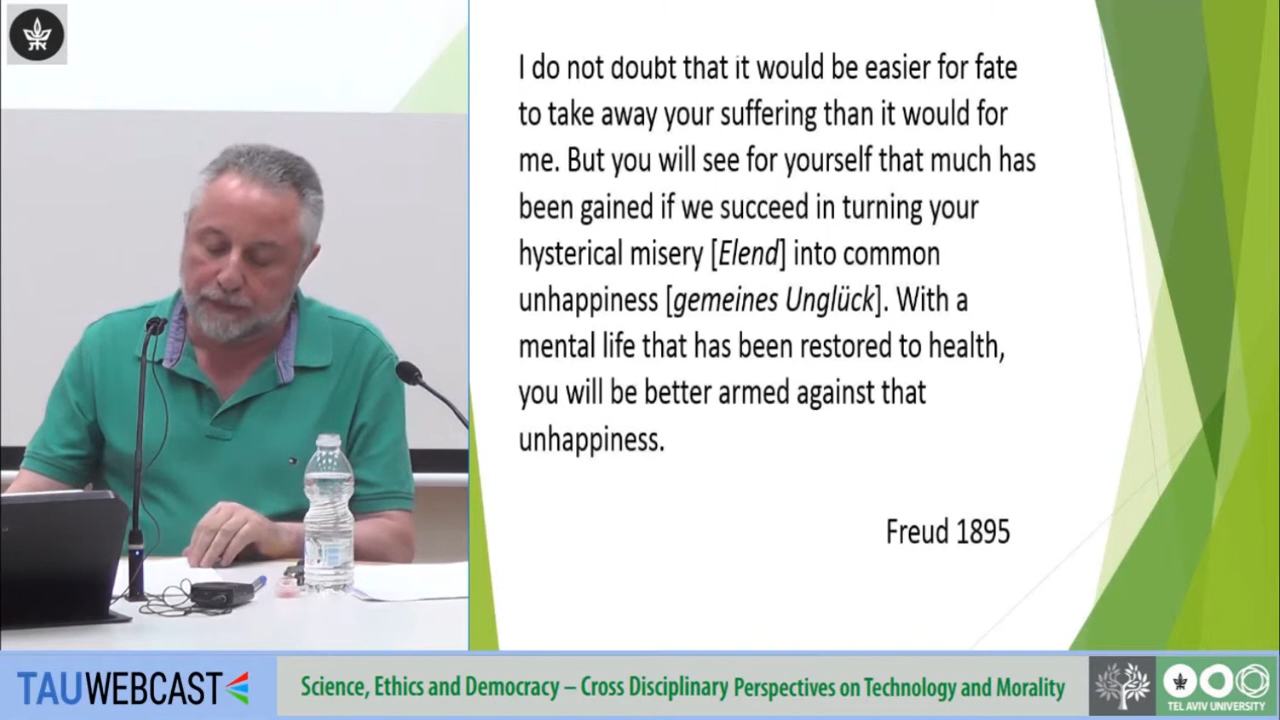 I do not doubt that it would be easier for fate
to take away your suffering than it would for
me. But you will see for yourself that much has
been gained if we succeed in turning your
hysterical misery [Elend] into common
unhappiness [gemeines Unglück]. With a
mental life that has been restored to health,
you will be better armed against that
unhappiness.
Freud 1895
TAUWEBCAST
Science, Ethics and Democracy – Cross Disciplinary Perspectives on Technology and Morality
TEL AVIV UNIVERSITY